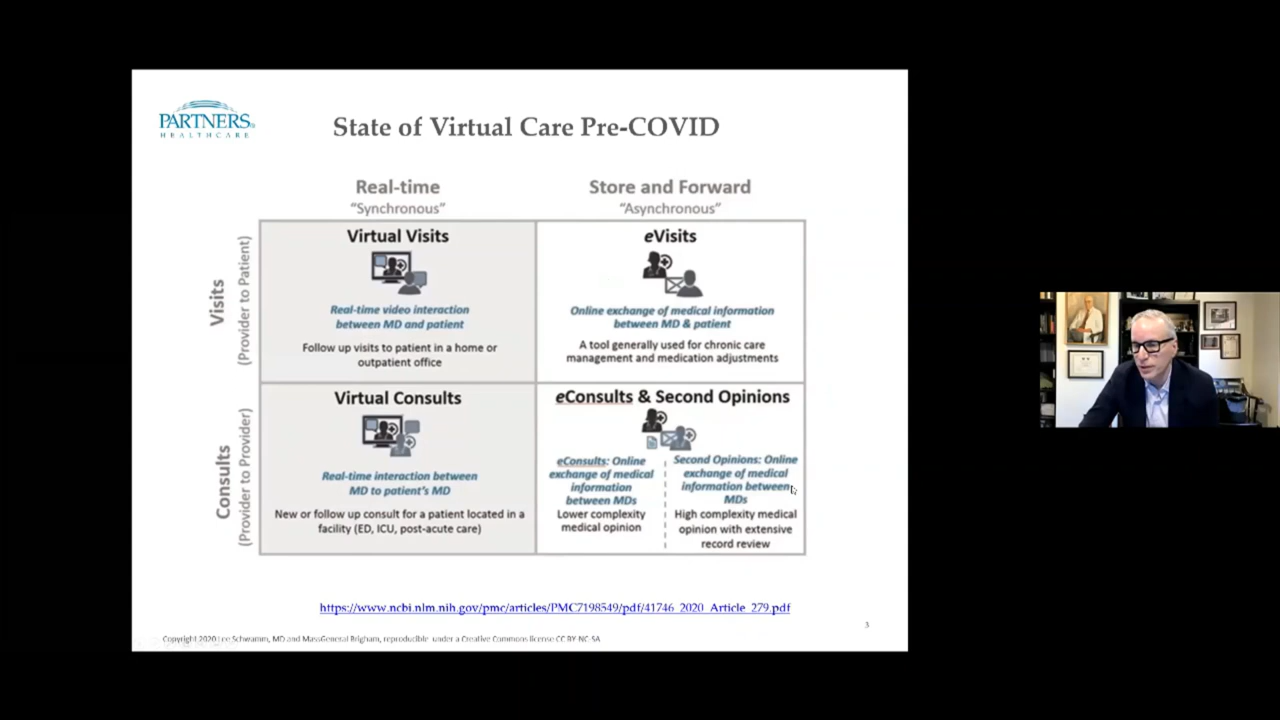 PARTNERS
HEALTHCARE
State of Virtual Care Pre-COVID
Real-time
"Synchronous"
Store and Forward
"Asynchronous"
Visits
(Provider to Patient)
Virtual Visits
Real-time video interaction
between MD and patient
Follow up visits to patient in a home or
outpatient office
eVisits
Online exchange of medical information
between MD & patient
A tool generally used for chronic care
management and medication adjustments
Consults
(Provider to Provider)
Virtual Consults
Real-time interaction between
MD to patient's MD
New or follow up consult for a patient located in a
facility (ED, ICU, post-acute care)
eConsults & Second Opinions
eConsults: Online
exchange of medical
information
between MDs
Lower complexity
medical opinion
Second Opinions: Online
exchange of medical
information between
MDs
High complexity medical
opinion with extensive
record review
https://www.ncbi.nlm.nih.gov/pmc/articles/PMC7198549/pdf/41746_2020_Article_279.pdf
3
Copyright 2020 Lee Schwamm, MD and MassGeneral Brigham, reproducible under a Creative Commons license CC BY-NC-SA